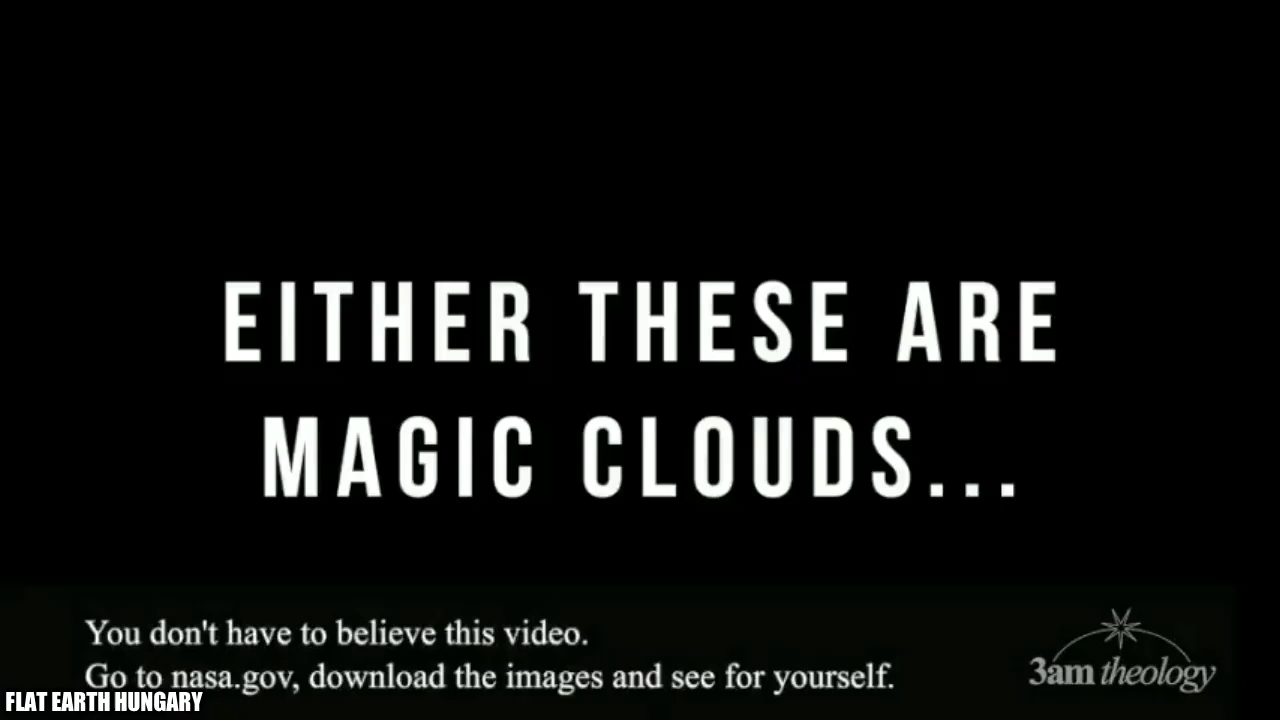 EITHER THESE ARE
MAGIC CLOUDS...
You don't have to believe this video.
Go to nasa.gov, download the images and see for yourself.
3am theology
FLAT EARTH HUNGARY